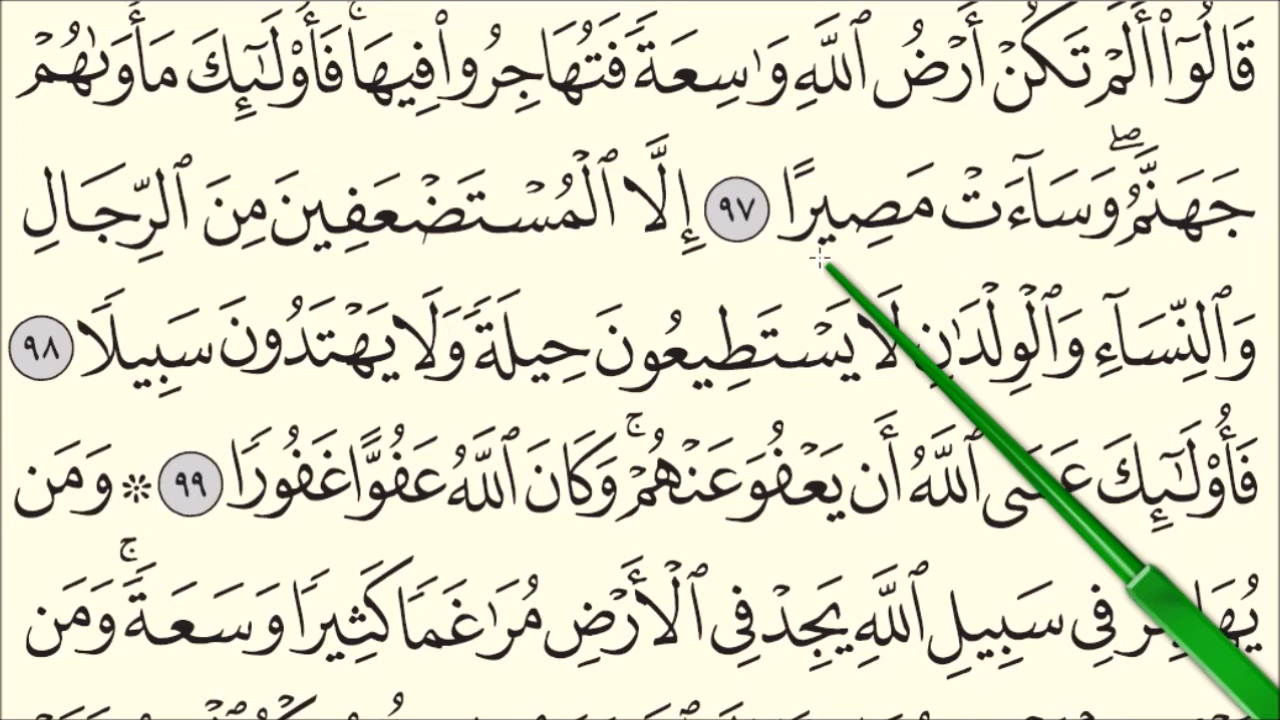 قَالُوٓا۟ أَلَمْ تَكُنْ أَرْضُ ٱللَّهِ وَٰسِعَةً فَتُهَاجِرُوا۟ فِيهَا ۚ فَأُو۟لَـٰٓئِكَ مَأْوَىٰهُمْ
جَهَنَّمُ ۖ وَسَآءَتْ مَصِيرًا ٩٧ إِلَّا ٱلْمُسْتَضْعَفِينَ مِنَ ٱلرِّجَالِ
وَٱلنِّسَآءِ وَٱلْوِلْدَٰنِ لَا يَسْتَطِيعُونَ حِيلَةً وَلَا يَهْتَدُونَ سَبِيلًا ٩٨
فَأُو۟لَـٰٓئِكَ عَسَى ٱللَّهُ أَن يَعْفُوَ عَنْهُمْ ۚ وَكَانَ ٱللَّهُ عَفُوًّا غَفُورًا ٩٩ ۞ وَمَن
يُهَاجِرْ فِى سَبِيلِ ٱللَّهِ يَجِدْ فِى ٱلْأَرْضِ مُرَٰغَمًا كَثِيرًا وَسَعَةً ۚ وَمَن